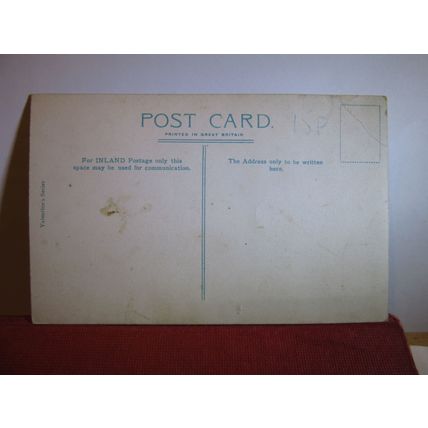 POST CARD.
PRINTED IN GREAT BRITAIN
For INLAND Postage only this
space may be used for communication.
The Address only to be written
here.
Valentine's Series
15P